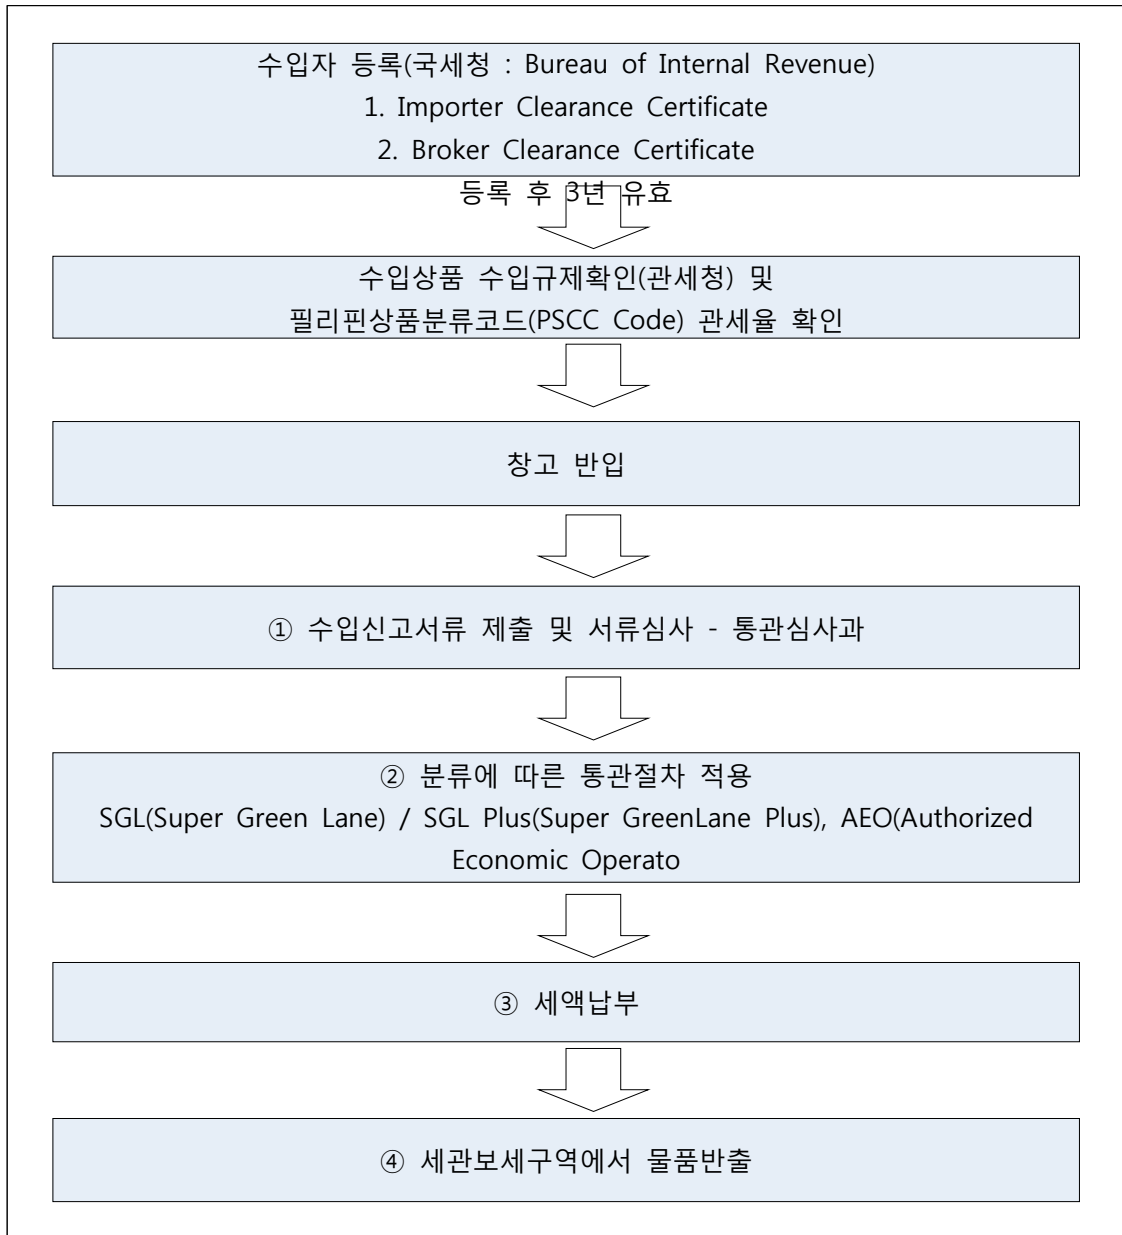 수입자 등록(국세청 : Bureau of Internal Revenue)
1. Importer Clearance Certificate
2. Broker Clearance Certificate
등록 후 3년 유효
수입상품 수입규제확인(관세청) 및
필리핀상품분류코드(PSCC Code) 관세율 확인
창고 반입
① 수입신고서류 제출 및 서류심사 - 통관심사과
② 분류에 따른 통관절차 적용
SGL(Super Green Lane) / SGL Plus(Super GreenLane Plus), AEO(Authorized
Economic Operato
③ 세액납부
④ 세관보세구역에서 물품반출